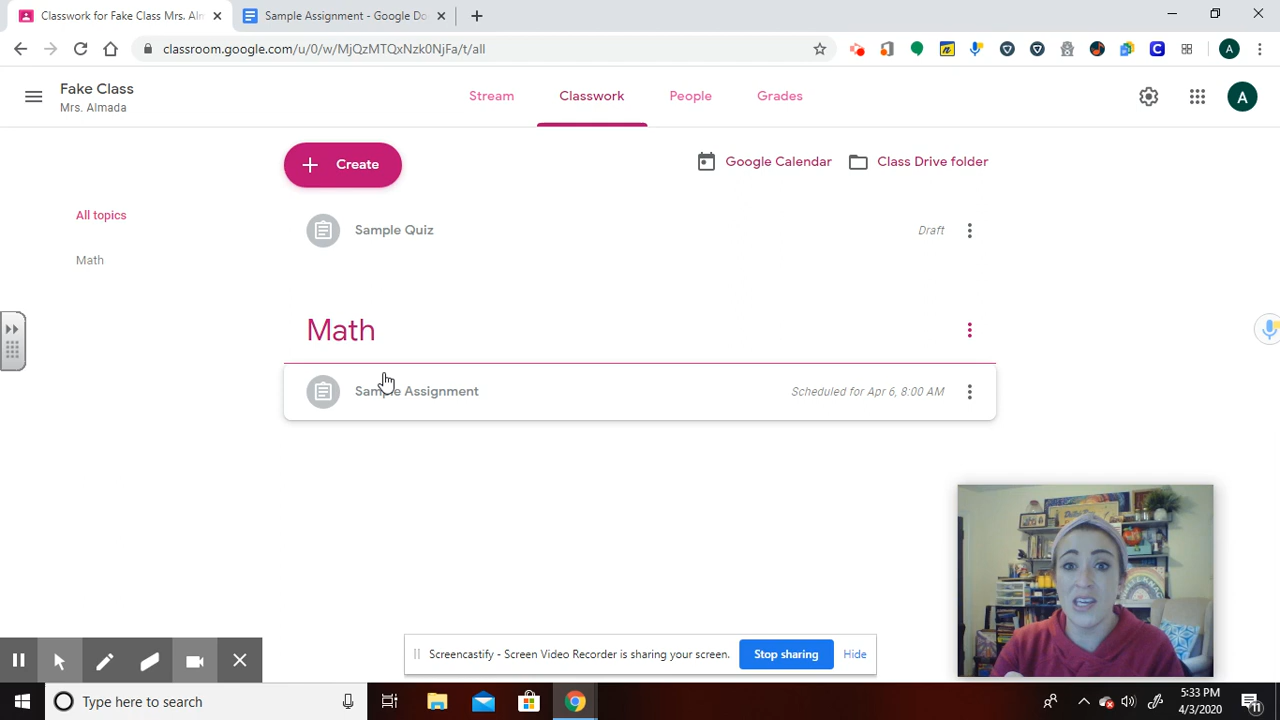 Classwork for Fake Class Mrs. Alm
Sample Assignment - Google Do
classroom.google.com/u/0/w/MjQzMTQxNzk0NjFa/t/all
A
Fake Class
Mrs. Almada
Stream
Classwork
People
Grades
A
Create
Google Calendar
Class Drive folder
All topics
Math
Sample Quiz
Draft
Math
Sample Assignment
Scheduled for Apr 6, 8:00 AM
Screencastify - Screen Video Recorder is sharing your screen.
Stop sharing
Hide
Type here to search
5:33 PM
4/3/2020
11